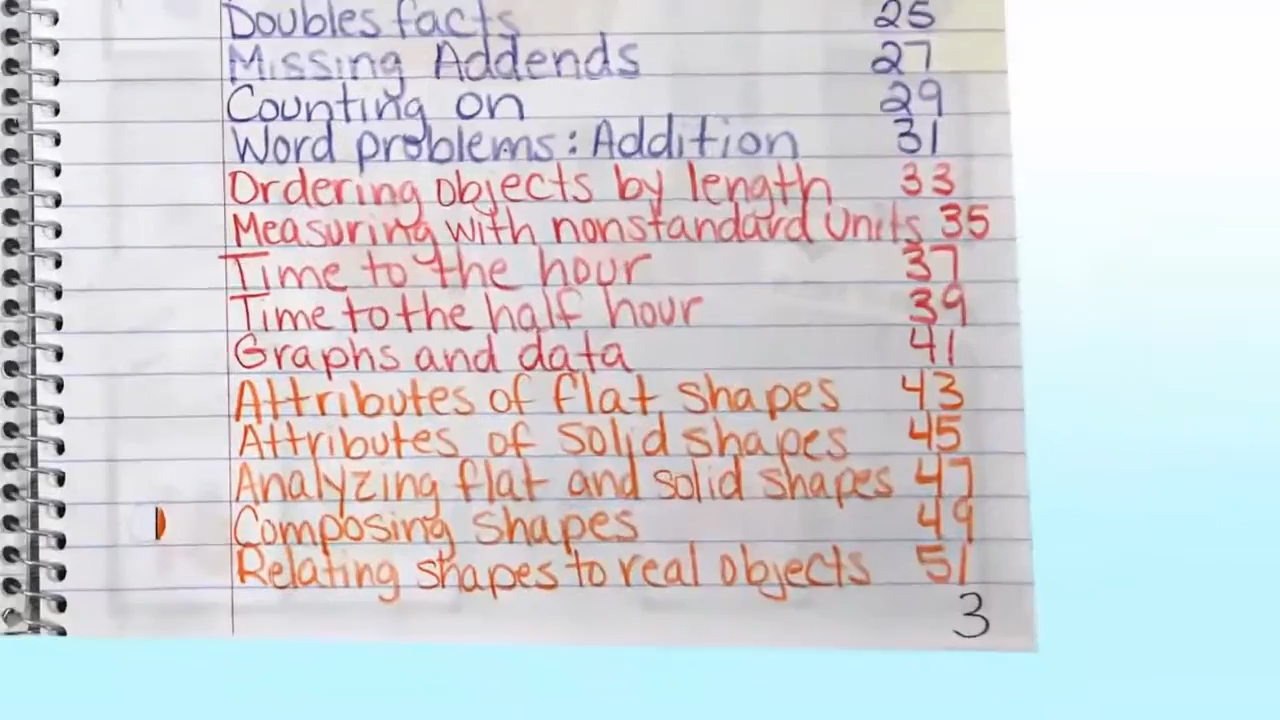 Doubles facts 25
Missing Addends 27
Counting on 29
Word problems: Addition 31
Ordering objects by length 33
Measuring with nonstandard Units 35
Time to the hour 37
Time to the half hour 39
Graphs and data 41
Attributes of flat shapes 43
Attributes of Solid shapes 45
Analyzing flat and solid shapes 47
Composing Shapes 49
Relating shapes to real objects 51
3